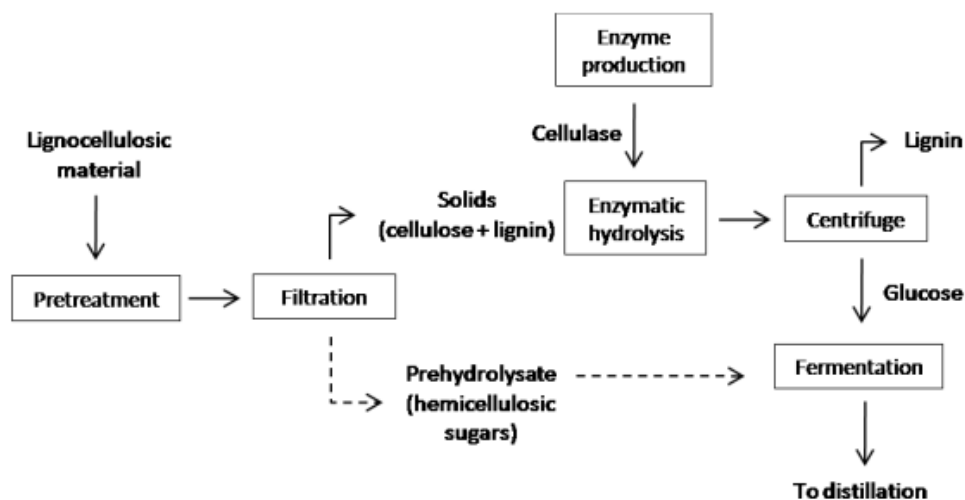 Enzyme
production
Cellulase
Lignocellulosic
material
Lignin
Solids
(cellulose + lignin)
Enzymatic
hydrolysis
Centrifuge
Pretreatment
Filtration
Glucose
Prehydrolysate
(hemicellulosic
sugars)
Fermentation
To distillation